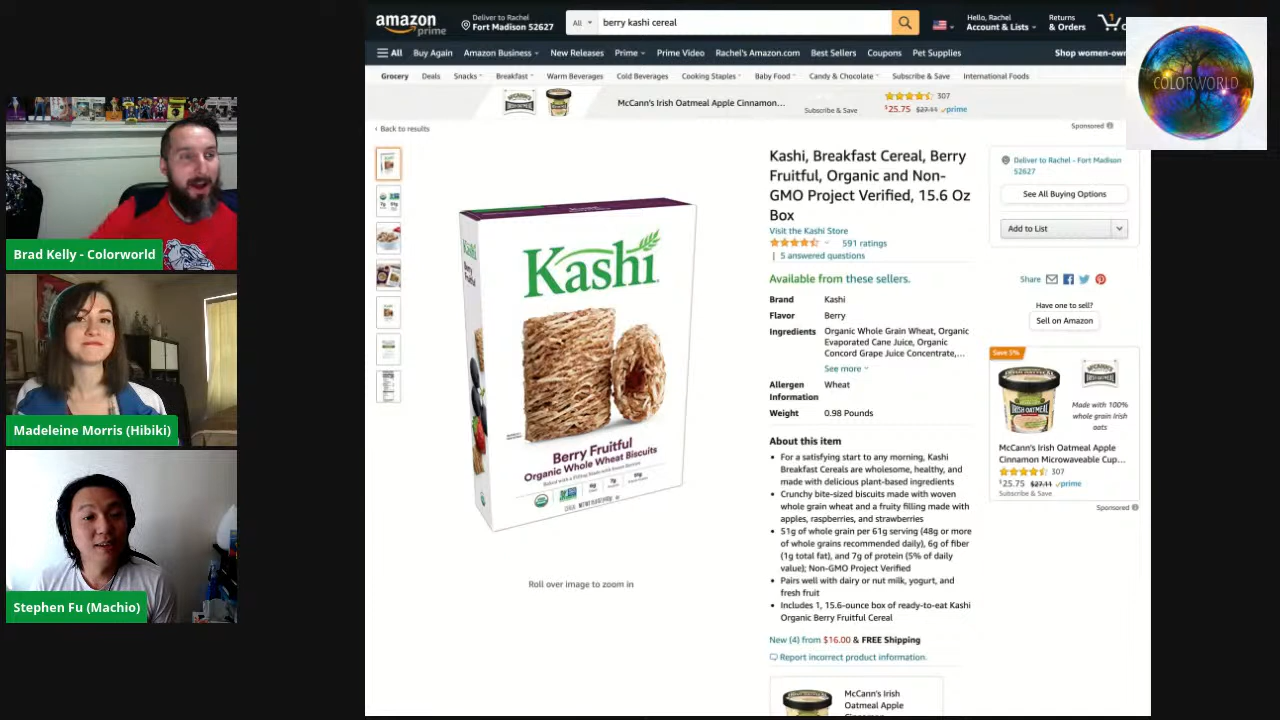 amazon
prime
Deliver to Rachel
Fort Madison 52627
All
berry kashi cereal
Hello, Rachel
Account & Lists
Returns
& Orders
1
All
Buy Again
Amazon Business
New Releases
Prime
Prime Video
Rachel's Amazon.com
Best Sellers
Coupons
Pet Supplies
Shop women-own
Grocery
Deals
Snacks
Breakfast
Warm Beverages
Cold Beverages
Cooking Staples
Baby Food
Candy & Chocolate
Subscribe & Save
International Foods
McCann's Irish Oatmeal Apple Cinnamon...
Subscribe & Save
307
$25.75 $27.11 prime
Sponsored
COLORWORLD
‹ Back to results
Kashi
Berry Fruitful
Organic Whole Wheat Biscuits
Roll over image to zoom in
Kashi, Breakfast Cereal, Berry
Fruitful, Organic and Non-
GMO Project Verified, 15.6 Oz
Box
Visit the Kashi Store
591 ratings
| 5 answered questions
Available from these sellers.
Brand Kashi
Flavor Berry
Ingredients Organic Whole Grain Wheat, Organic
Evaporated Cane Juice, Organic
Concord Grape Juice Concentrate,...
See more
Allergen Wheat
Information
Weight 0.98 Pounds
About this item
• For a satisfying start to any morning, Kashi
Breakfast Cereals are wholesome, healthy, and
made with delicious plant-based ingredients
• Crunchy bite-sized biscuits made with woven
whole grain wheat and a fruity filling made with
apples, raspberries, and strawberries
• 51g of whole grain per 61g serving (48g or more
of whole grains recommended daily), 6g of fiber
(1g total fat), and 7g of protein (5% of daily
value); Non-GMO Project Verified
• Pairs well with dairy or nut milk, yogurt, and
fresh fruit
• Includes 1, 15.6-ounce box of ready-to-eat Kashi
Organic Berry Fruitful Cereal
New (4) from $16.00 & FREE Shipping
Report incorrect product information.
McCann's Irish
Oatmeal Apple
Deliver to Rachel - Fort Madison
52627
See All Buying Options
Add to List
Share
Have one to sell?
Sell on Amazon
Save 5%
IRISH OATMEAL
Made with 100%
whole grain Irish
oats
McCann's Irish Oatmeal Apple
Cinnamon Microwaveable Cup...
307
$25.75 $27.11 prime
Subscribe & Save
Sponsored
Brad Kelly - Colorworld
Madeleine Morris (Hibiki)
Stephen Fu (Machio)